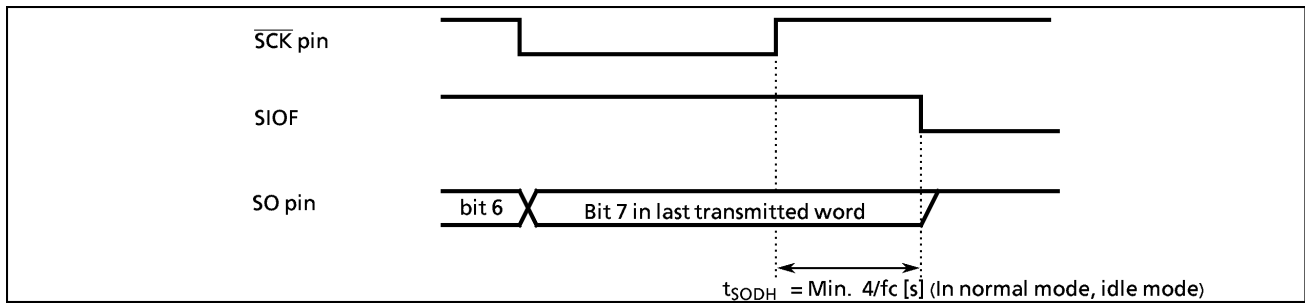 SCK pin
SIOF
SO pin
bit 6
Bit 7 in last transmitted word
tSODH = Min. 4/fc [s] (In normal mode, idle mode)